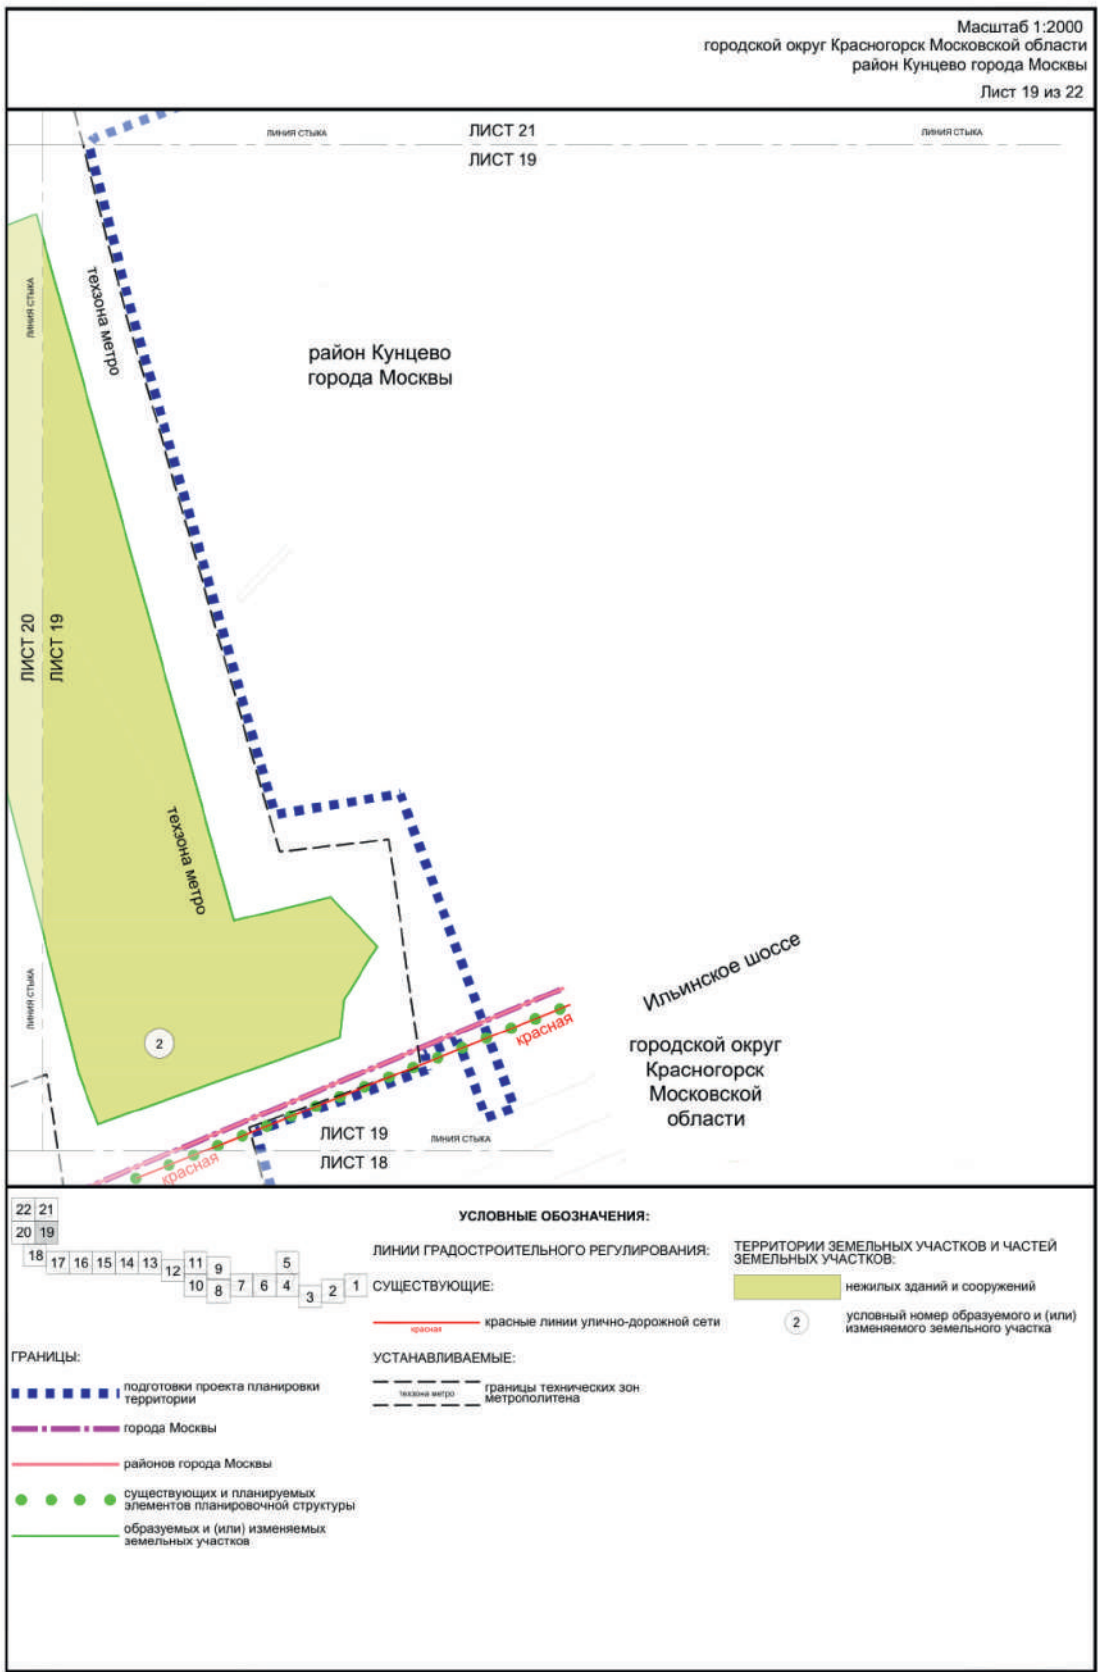 Масштаб 1:2000
городской округ Красногорск Московской области
район Кунцево города Москвы
Лист 19 из 22
ЛИНИЯ СТЫКА
ЛИСТ 21
ЛИНИЯ СТЫКА
ЛИСТ 19
ЛИНИЯ СТЫКА
техзона метро
район Кунцево
города Москвы
ЛИСТ 20
ЛИСТ 19
техзона метро
ЛИНИЯ СТЫКА
2
Ильинское шоссе
красная
городской округ
Красногорск
Московской
области
ЛИСТ 19
ЛИНИЯ СТЫКА
ЛИСТ 18
красная
22 21
20 19
18 17 16 15 14 13 12 11 9 5
10 8 7 6 4 3 2 1
УСЛОВНЫЕ ОБОЗНАЧЕНИЯ:
ЛИНИИ ГРАДОСТРОИТЕЛЬНОГО РЕГУЛИРОВАНИЯ:
СУЩЕСТВУЮЩИЕ:
красная
красные линии улично-дорожной сети
УСТАНАВЛИВАЕМЫЕ:
техзона метро
границы технических зон
метрополитена
ТЕРРИТОРИИ ЗЕМЕЛЬНЫХ УЧАСТКОВ И ЧАСТЕЙ
ЗЕМЕЛЬНЫХ УЧАСТКОВ:
нежилых зданий и сооружений
2
условный номер образуемого и (или)
изменяемого земельного участка
ГРАНИЦЫ:
подготовки проекта планировки
территории
города Москвы
районов города Москвы
существующих и планируемых
элементов планировочной структуры
образуемых и (или) изменяемых
земельных участков